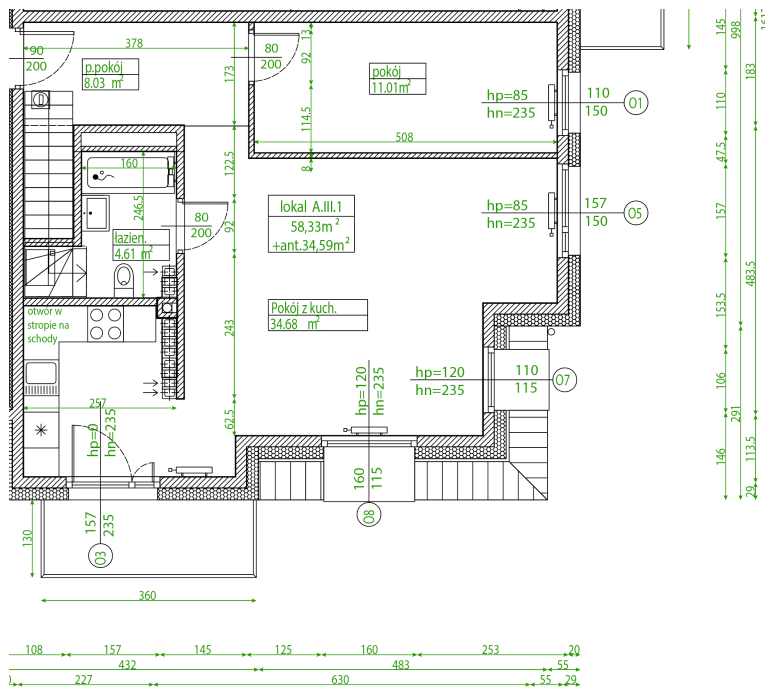 90
200
378
p.pokój
8.03 m²
173
80
200
13
92
114.5
8
pokój
11.01m²
508
hp=85
hn=235
110
150
O1
145
998
183
110
47.5
160
246.5
122.5
92
80
200
łazien.
4.61 m²
lokal A.III.1
58,33m²
+ant.34,59m²
hp=85
hn=235
157
150
O5
157
483.5
153.5
otwór w
stropie na
schody
243
Pokój z kuch.
34.68 m²
hp=120
hn=235
hp=120
hn=235
110
115
O7
106
291
257
62.5
hp=0
hn=235
146
113.5
29
160
115
O8
157
235
O3
130
360
108
157
145
125
160
253
20
432
483
55
227
630
55
29